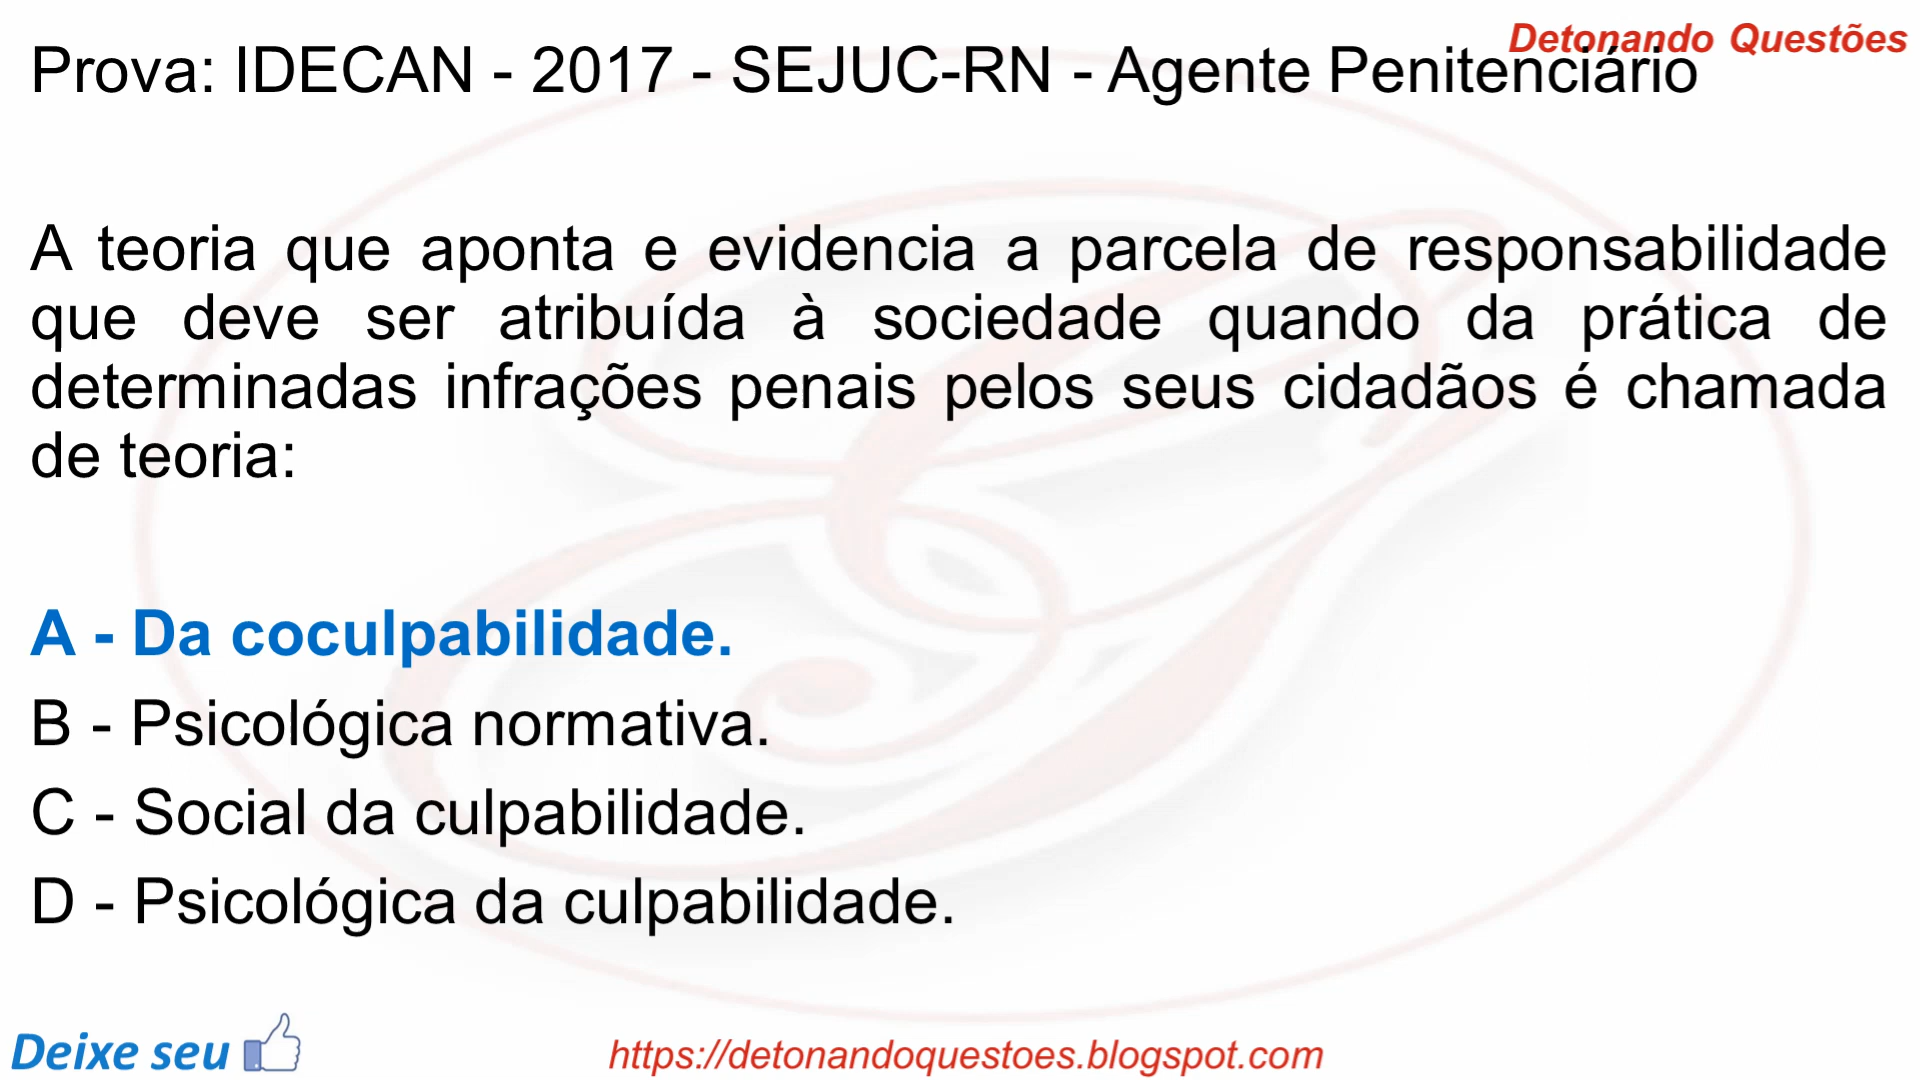 Detonando Questões
Prova: IDECAN - 2017 - SEJUC-RN - Agente Penitenciário
A teoria que aponta e evidencia a parcela de responsabilidade
que deve ser atribuída à sociedade quando da prática de
determinadas infrações penais pelos seus cidadãos é chamada
de teoria:
A - Da coculpabilidade.
B - Psicológica normativa.
C - Social da culpabilidade.
D - Psicológica da culpabilidade.
Deixe seu
https://detonandoquestoes.blogspot.com